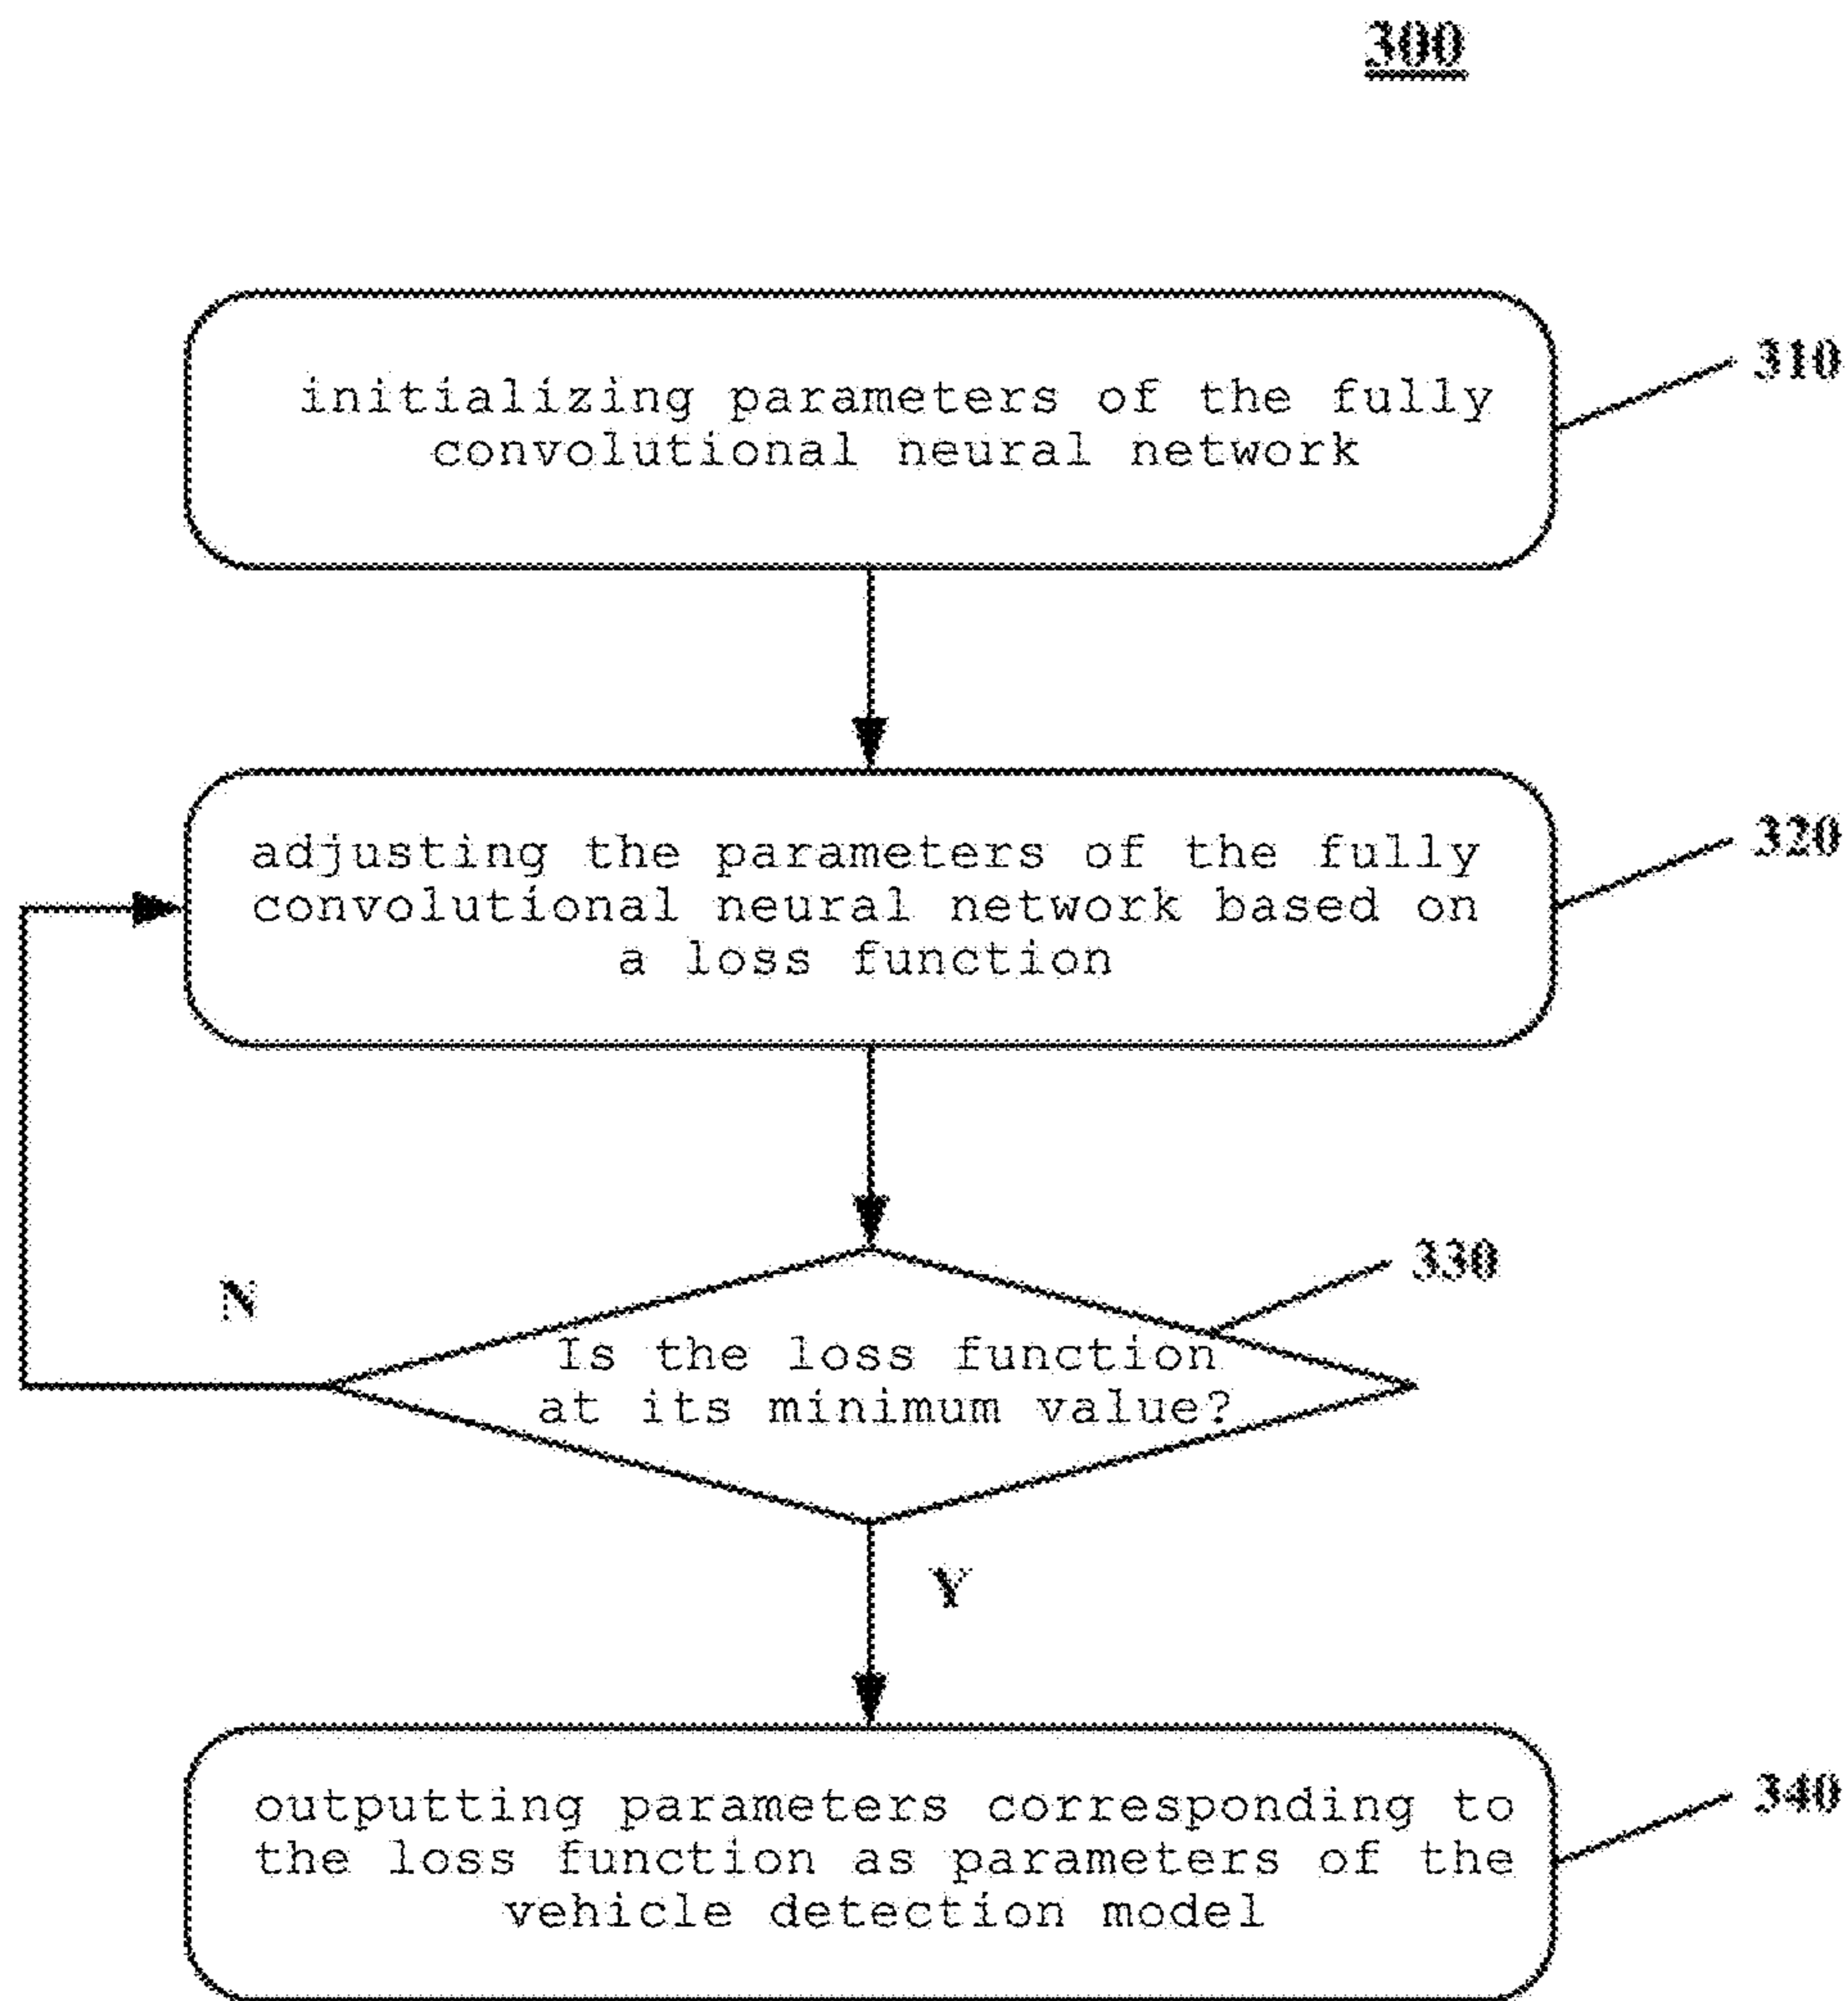 300
initializing parameters of the fully
convolutional neural network
310
adjusting the parameters of the fully
convolutional neural network based on
a loss function
320
N
Is the loss function
at its minimum value?
330
Y
outputting parameters corresponding to
the loss function as parameters of the
vehicle detection model
340